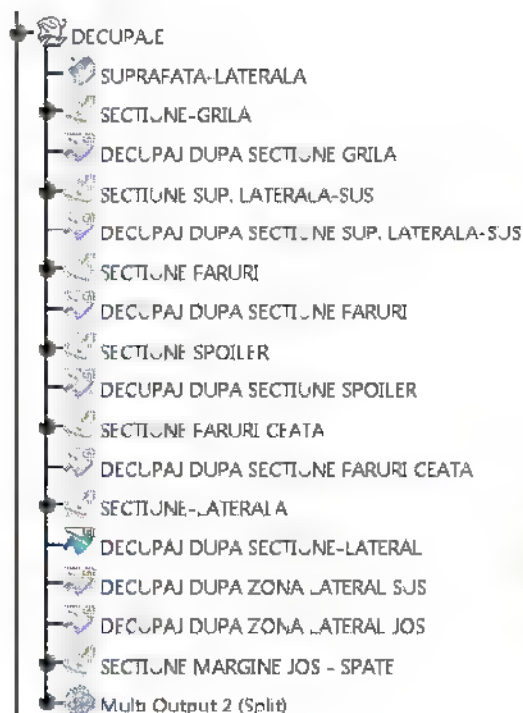 DECUPAJE
SUPRAFATA-LATERALA
SECTIUNE-GRILA
DECUPAJ DUPA SECTIUNE GRILA
SECTIUNE SUP. LATERALA-SUS
DECUPAJ DUPA SECTIUNE SUP. LATERALA-SUS
SECTIUNE FARURI
DECUPAJ DUPA SECTIUNE FARURI
SECTIUNE SPOILER
DECUPAJ DUPA SECTIUNE SPOILER
SECTIUNE FARURI CEATA
DECUPAJ DUPA SECTIUNE FARURI CEATA
SECTIUNE-LATERALA
DECUPAJ DUPA SECTIUNE-LATERAL
DECUPAJ DUPA ZONA LATERAL SUS
DECUPAJ DUPA ZONA LATERAL JOS
SECTIUNE MARGINE JOS - SPATE
Multi Output 2 (Split)